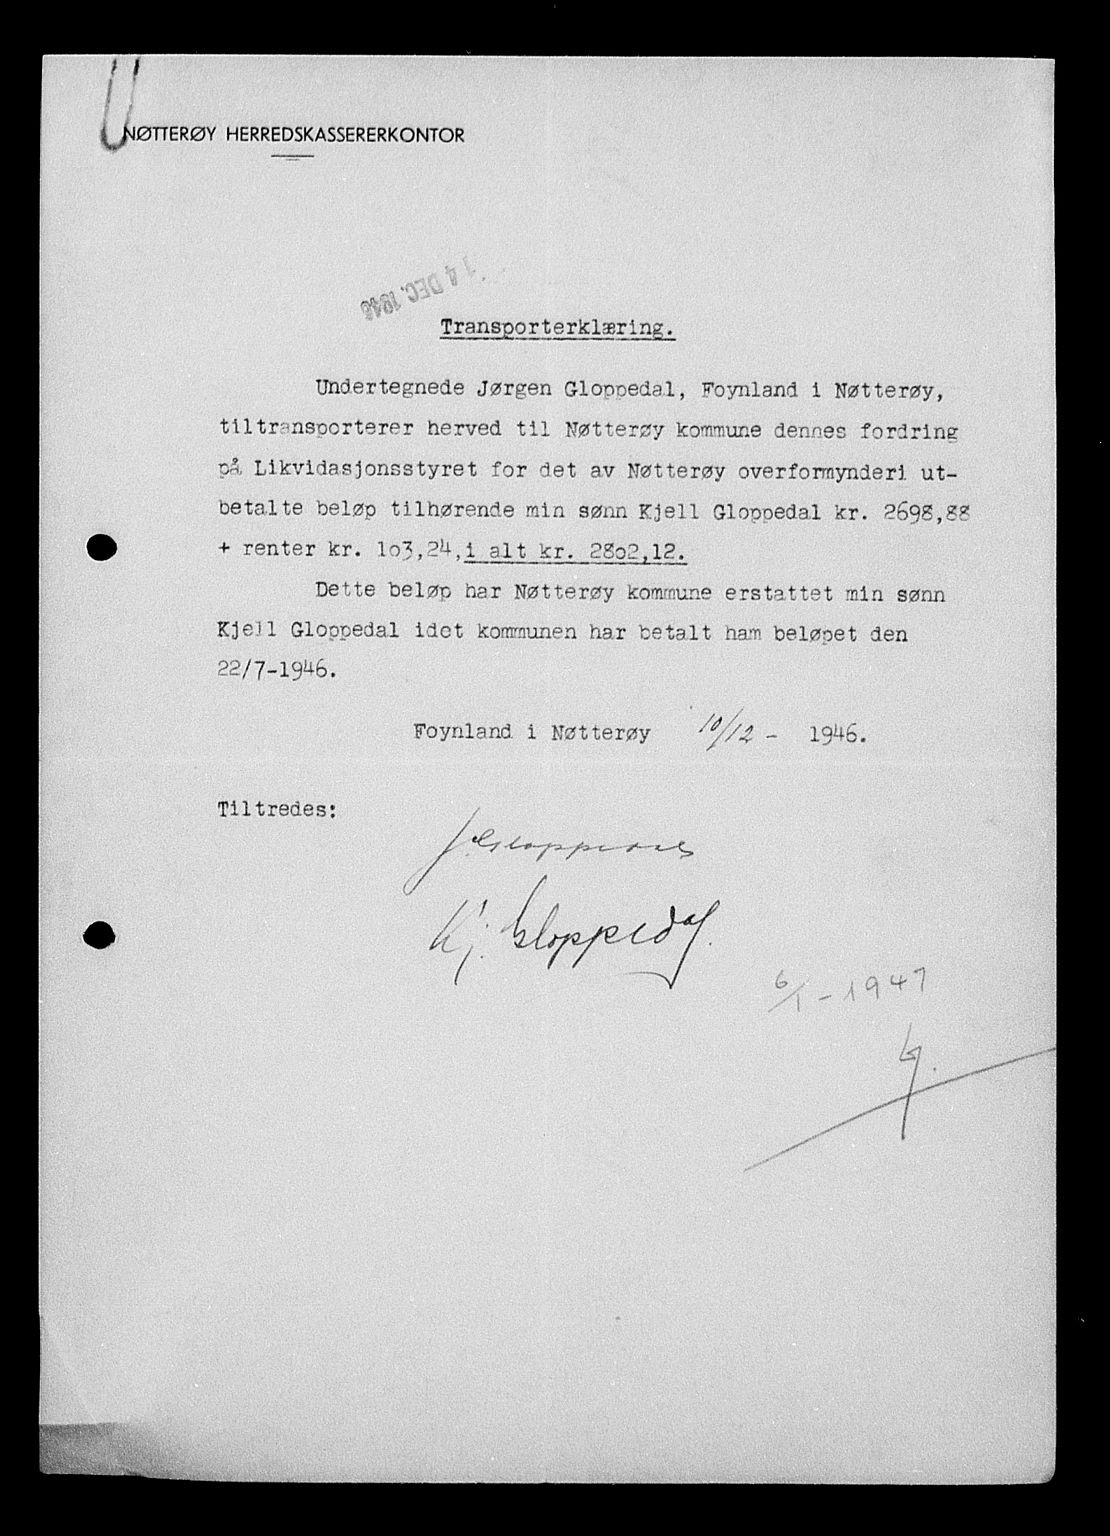 NØTTERØY HERREDSKASSERERKONTOR
14 DEC. 1946
Transporterklæring.
Undertegnede Jørgen Gloppedal, Foynland i Nøtterøy,
tiltransporterer herved til Nøtterøy kommune dennes fordring
på Likvidasjonsstyret for det av Nøtterøy overformynderi ut-
betalte beløp tilhørende min sønn Kjell Gloppedal kr. 2698,88
+ renter kr. 1o3,24,i alt kr. 28o2,12.
Dette beløp har Nøtterøy kommune erstattet min sønn
Kjell Gloppedal idet kommunen har betalt ham beløpet den
22/7-1946.
Foynland i Nøtterøy 10/12 - 1946.
Tiltredes:
J. Gloppedal
Kj. Gloppedal.
6/1 - 1947